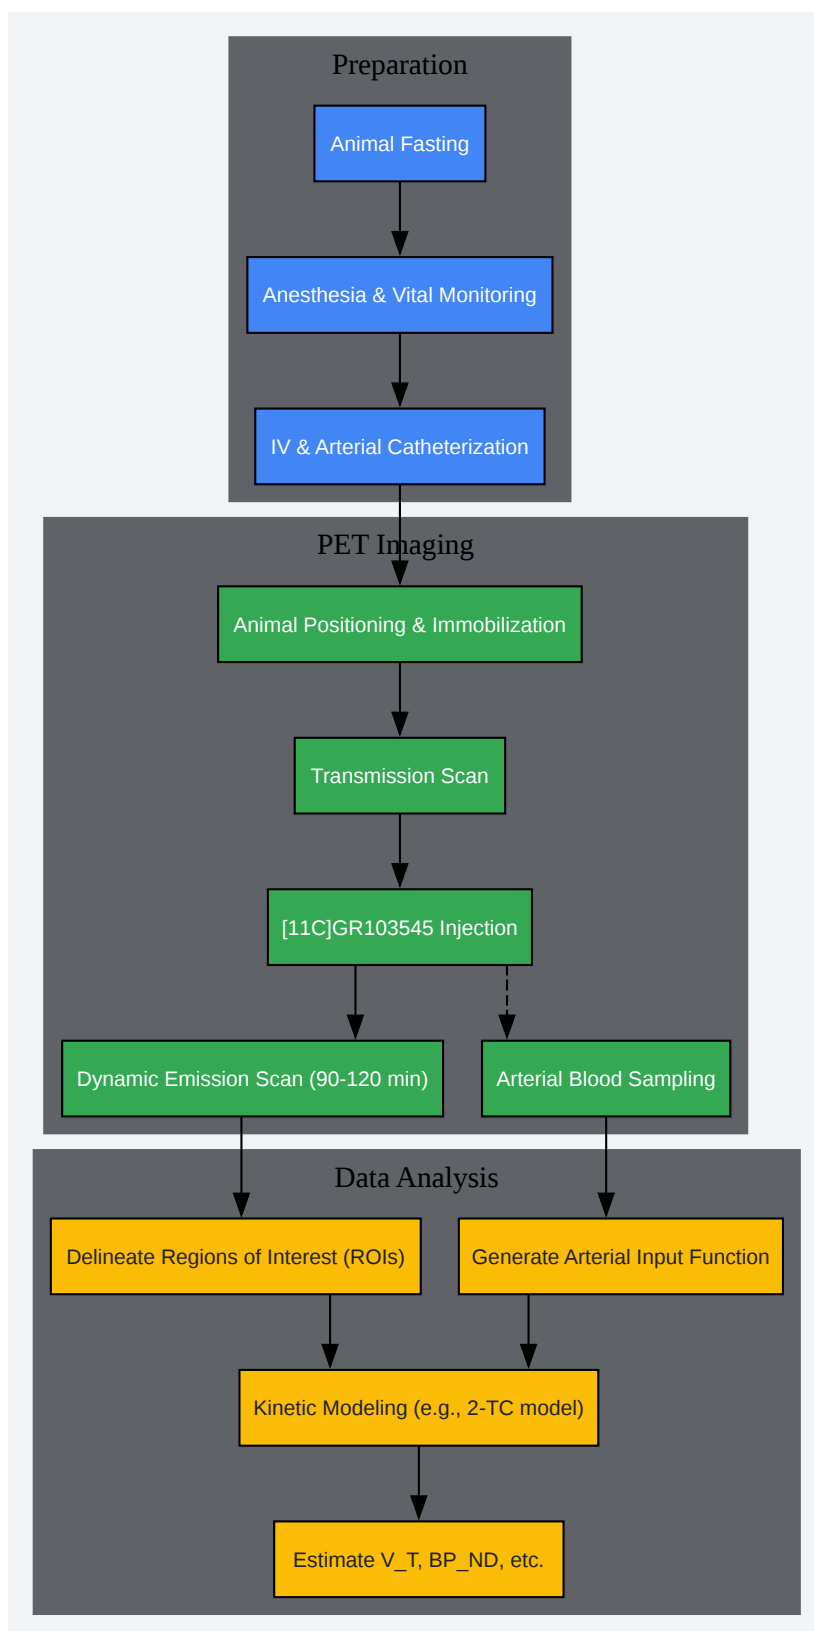 Preparation
Animal Fasting
Anesthesia & Vital Monitoring
IV & Arterial Catheterization
PET Imaging
Animal Positioning & Immobilization
Transmission Scan
[11C]GR103545 Injection
Dynamic Emission Scan (90-120 min)
Arterial Blood Sampling
Data Analysis
Delineate Regions of Interest (ROIs)
Generate Arterial Input Function
Kinetic Modeling (e.g., 2-TC model)
Estimate V_T, BP_ND, etc.